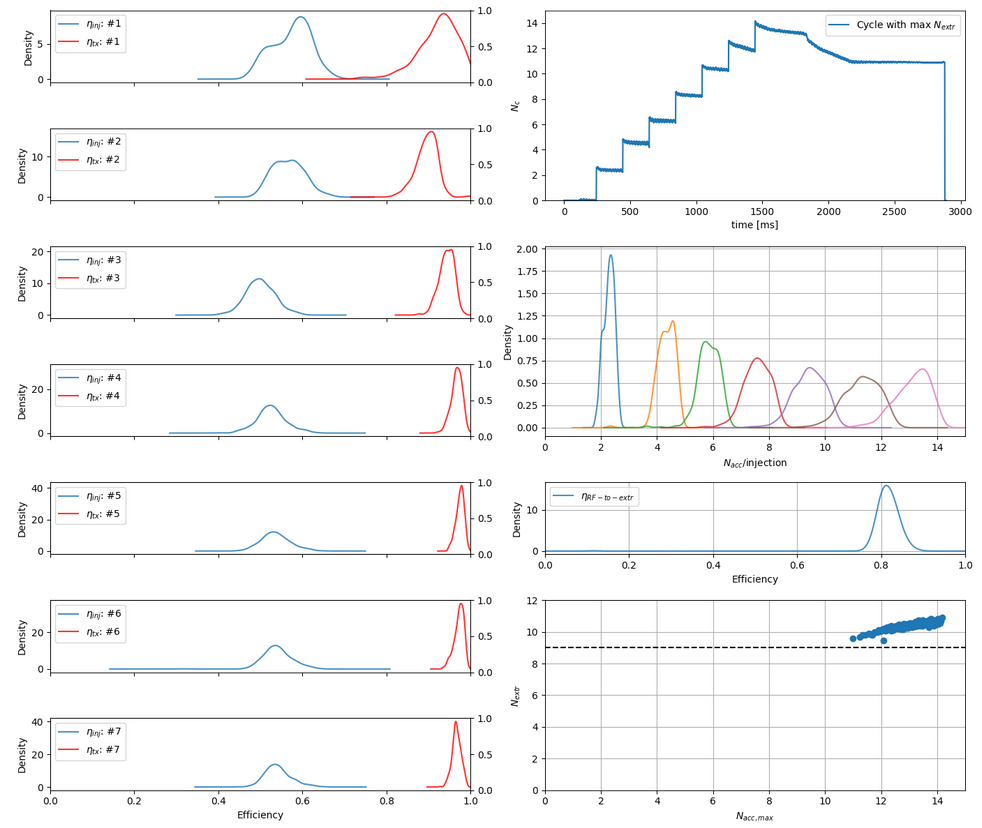 η_inj: #1
η_tx: #1
Density
0
5
0.0
0.5
1.0
η_inj: #2
η_tx: #2
Density
0
10
0.0
0.5
1.0
η_inj: #3
η_tx: #3
Density
0
10
20
0.0
0.5
1.0
η_inj: #4
η_tx: #4
Density
0
20
0.0
0.5
1.0
η_inj: #5
η_tx: #5
Density
0
20
40
0.0
0.5
1.0
η_inj: #6
η_tx: #6
Density
0
20
0.0
0.5
1.0
η_inj: #7
η_tx: #7
Density
0
20
40
0.0
0.5
1.0
0.0 0.2 0.4 0.6 0.8 1.0
Efficiency
Cycle with max N_extr
N_c
14
12
10
8
6
4
2
0
0 500 1000 1500 2000 2500 3000
time [ms]
Density
2.00
1.75
1.50
1.25
1.00
0.75
0.50
0.25
0.00
0 2 4 6 8 10 12 14
N_acc/injection
η_RF-to-extr
Density
10
0
0.0 0.2 0.4 0.6 0.8 1.0
Efficiency
N_extr
12
10
8
6
4
2
0
0 2 4 6 8 10 12 14
N_acc,max